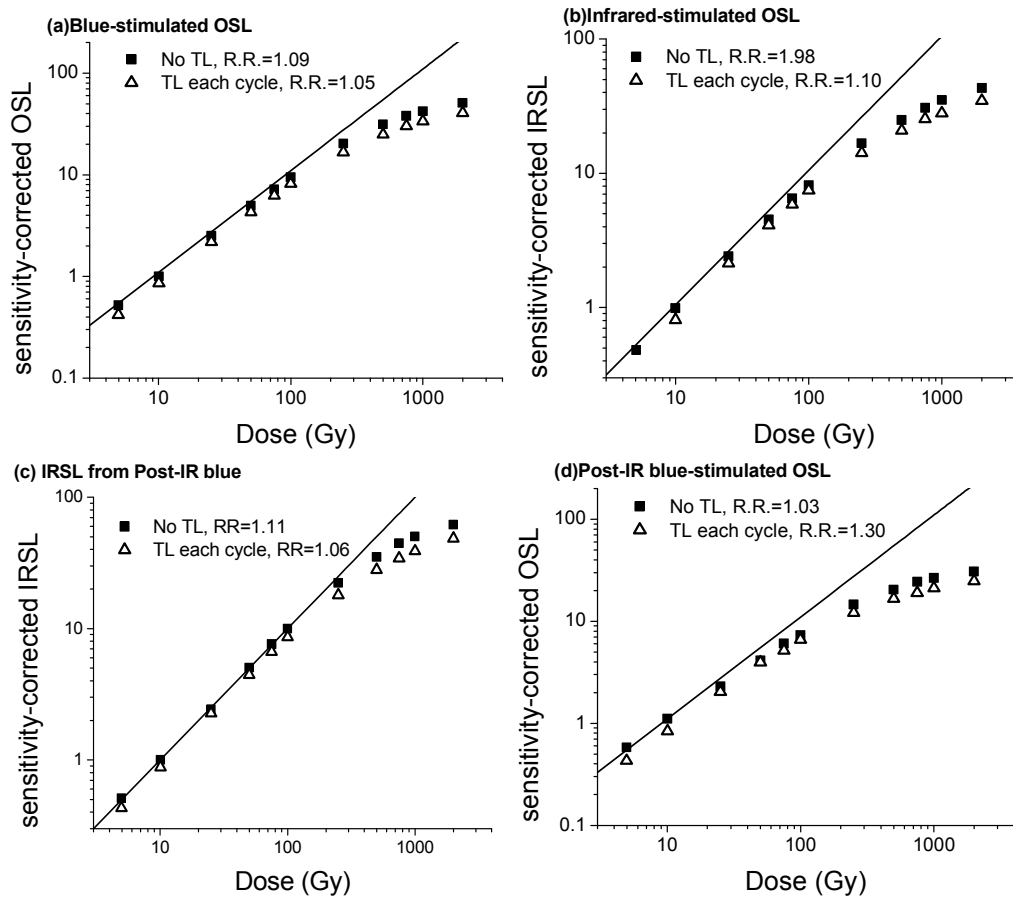 (a)Blue-stimulated OSL
No TL, R.R.=1.09
TL each cycle, R.R.=1.05
sensitivity-corrected OSL
100
10
1
0.1
10
100
1000
Dose (Gy)
(b)Infrared-stimulated OSL
No TL, R.R.=1.98
TL each cycle, R.R.=1.10
sensitivity-corrected IRSL
100
10
1
10
100
1000
Dose (Gy)
(c) IRSL from Post-IR blue
No TL, RR=1.11
TL each cycle, RR=1.06
sensitivity-corrected IRSL
100
10
1
10
100
1000
Dose (Gy)
(d)Post-IR blue-stimulated OSL
No TL, R.R.=1.03
TL each cycle, R.R.=1.30
sensitivity-corrected OSL
100
10
1
0.1
10
100
1000
Dose (Gy)